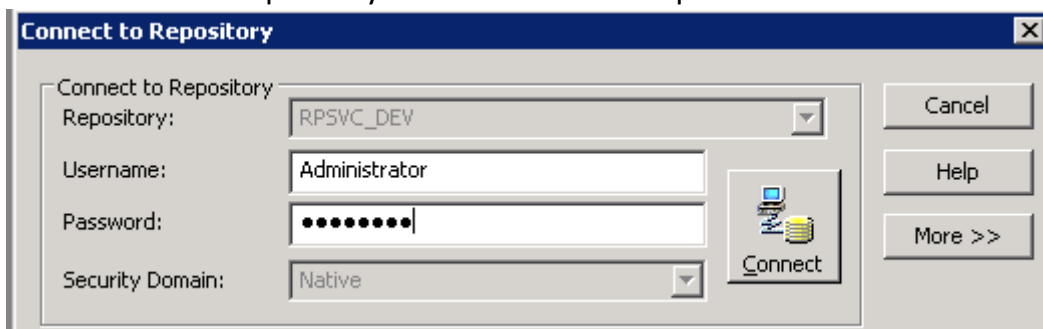 Connect to Repository
Connect to Repository
Repository: RPSVC_DEV
Cancel
Username: Administrator
Help
Password: ●●●●●●●●
More >>
Connect
Security Domain: Native